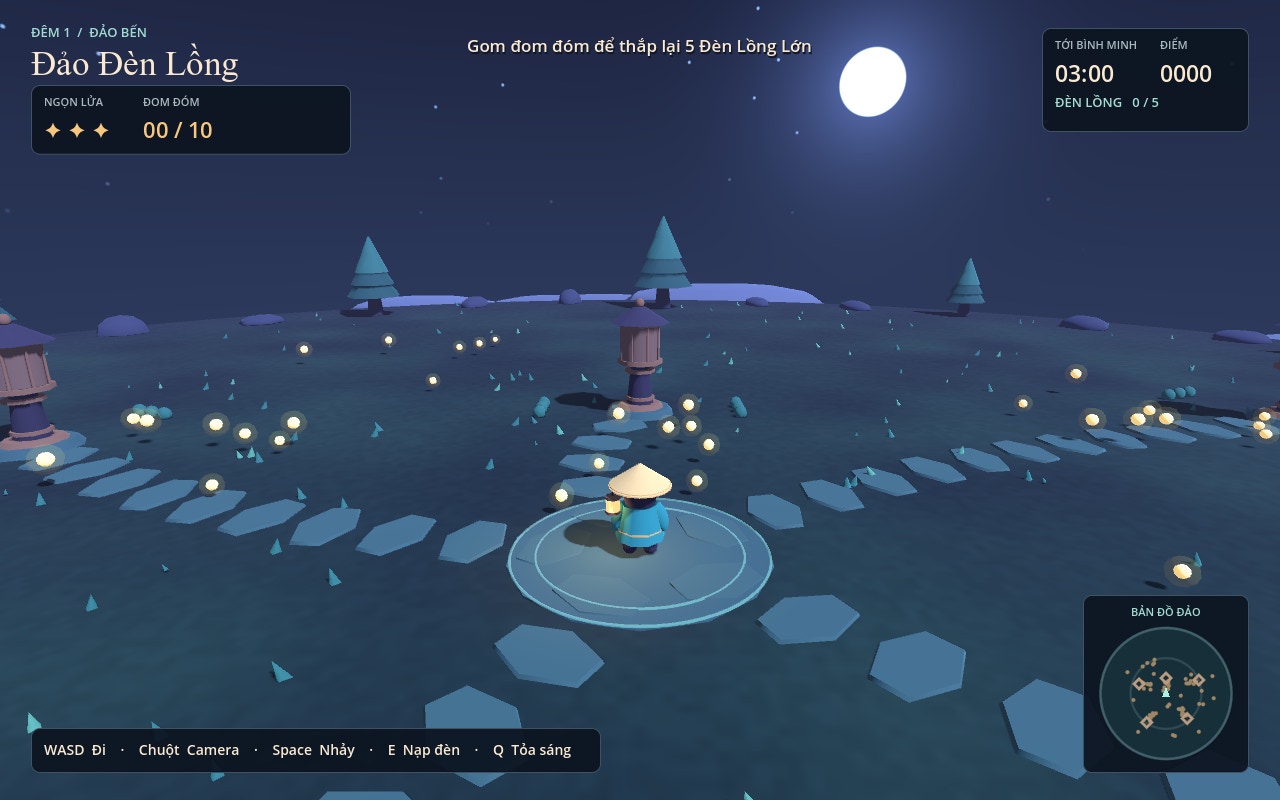 ĐÊM 1 / ĐẢO BẾN
Đảo Đèn Lồng
NGỌN LỬA ĐOM ĐÓM
00 / 10
Gom đom đóm để thắp lại 5 Đèn Lồng Lớn
TỚI BÌNH MINH ĐIỂM
03:00 0000
ĐÈN LỒNG 0 / 5
BẢN ĐỒ ĐẢO
WASD Đi · Chuột Camera · Space Nhảy · E Nạp đèn · Q Tỏa sáng